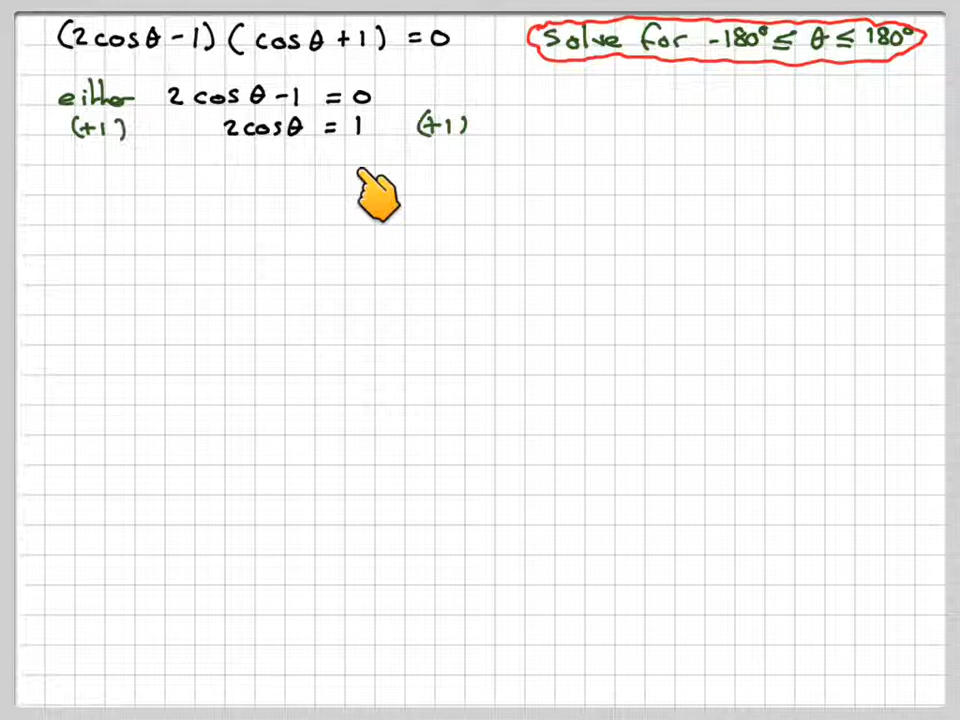 (2cosθ-1)(cosθ+1)=0 Solve for -180°≤ θ ≤ 180°
either 2cosθ-1 = 0
(+1) 2cosθ = 1 (+1)